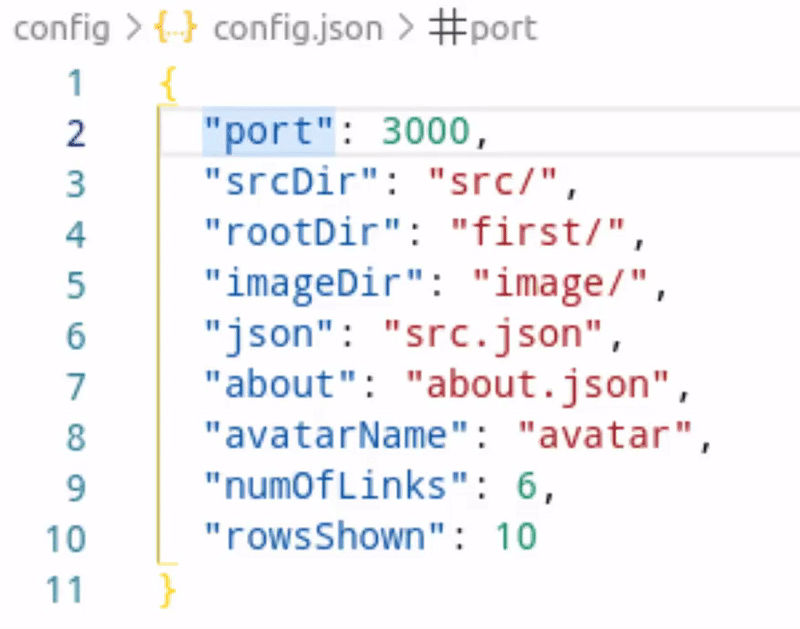 config > {...} config.json > #port
1 {
2 "port": 3000,
3 "srcDir": "src/",
4 "rootDir": "first/",
5 "imageDir": "image/",
6 "json": "src.json",
7 "about": "about.json",
8 "avatarName": "avatar",
9 "numOfLinks": 6,
10 "rowsShown": 10
11 }